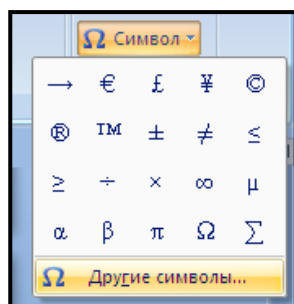 Ω Символ
→ € £ ¥ ©
® ™ ± ≠ ≤
≥ ÷ × ∞ µ
α β π Ω ∑
Ω Другие символы...